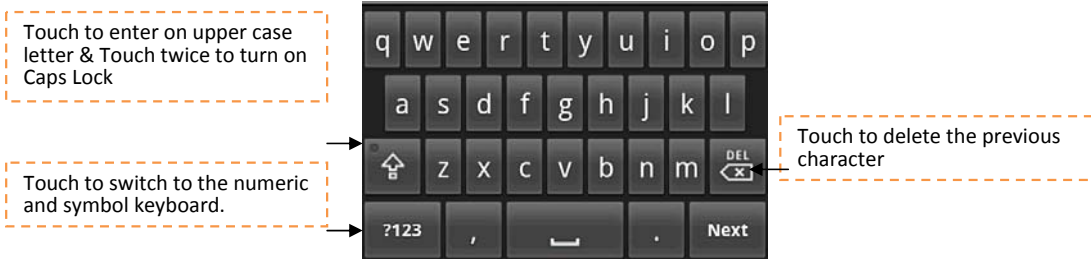 Touch to enter on upper case
letter & Touch twice to turn on
Caps Lock
q w e r t y u i o p
a s d f g h j k l
z x c v b n m DEL
Touch to delete the previous
character
Touch to switch to the numeric
and symbol keyboard.
?123 , . Next